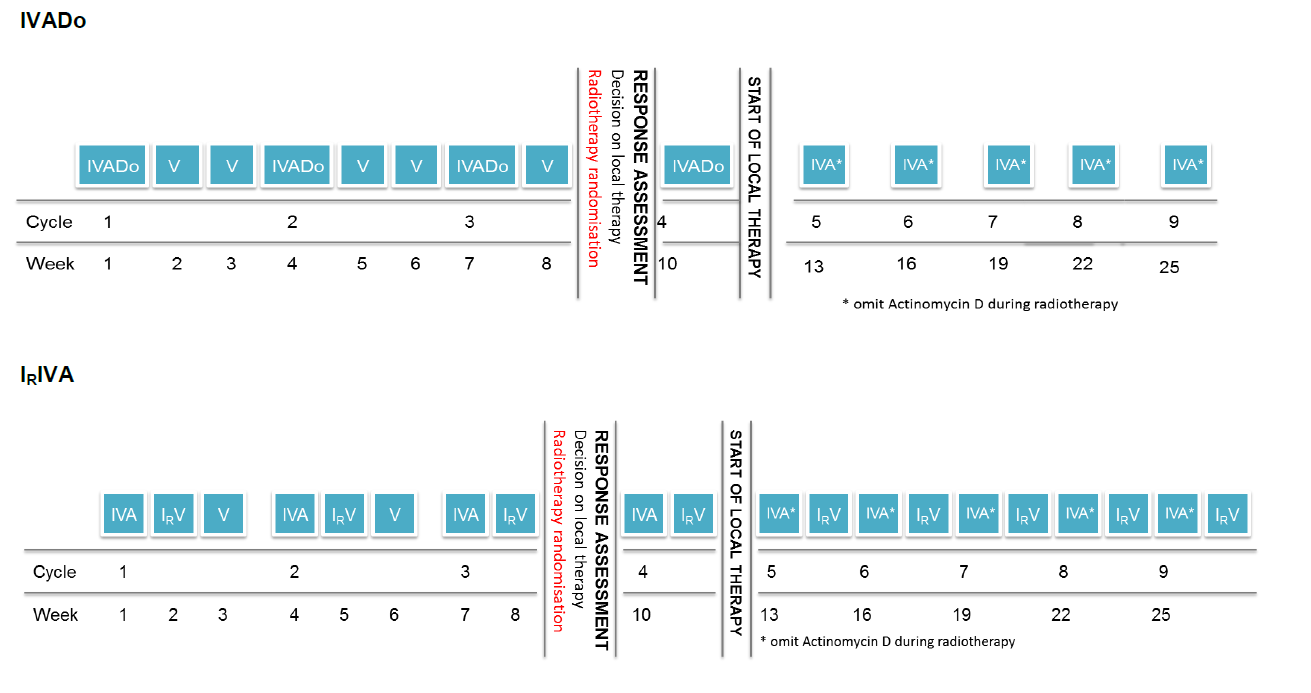 IVADo
RESPONSE ASSESSMENT
Decision on local therapy
Radiotherapy randomisation
START OF LOCAL THERAPY
IVADo V V IVADo V V IVADo V IVADo IVA* IVA* IVA* IVA* IVA*
Cycle 1 2 3 4 5 6 7 8 9
Week 1 2 3 4 5 6 7 8 10 13 16 19 22 25
* omit Actinomycin D during radiotherapy
IRIVA
RESPONSE ASSESSMENT
Decision on local therapy
Radiotherapy randomisation
START OF LOCAL THERAPY
IVA IRV V IVA IRV V IVA IRV IVA IRV IVA* IRV IVA* IRV IVA* IRV IVA* IRV IVA* IRV
Cycle 1 2 3 4 5 6 7 8 9
Week 1 2 3 4 5 6 7 8 10 13 16 19 22 25
* omit Actinomycin D during radiotherapy